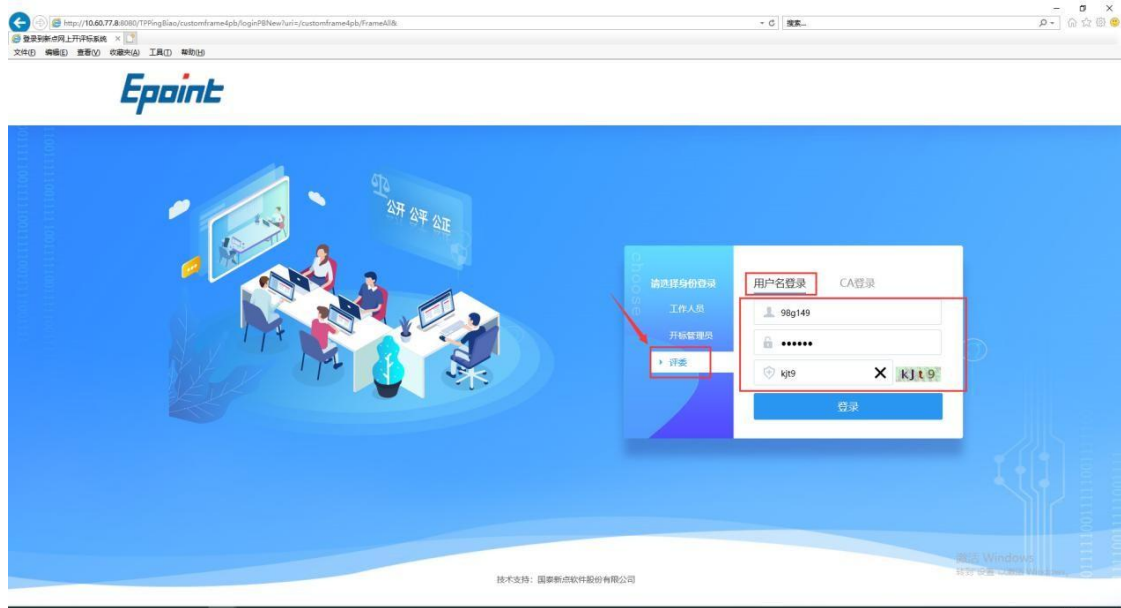 http://10.60.77.8:8080/TPPingBiao/customframe4pb/loginPBNew?uri=/customframe4pb/FrameAll&
搜索...
登录到新点网上开评标系统
文件(F) 编辑(E) 查看(V) 收藏夹(A) 工具(T) 帮助(H)
Epoint
公开 公平 公正
choose
请选择身份登录
工作人员
开标管理员
评委
用户名登录
CA登录
98g149
••••••
kjt9
kJt9
登录
激活 Windows
技术支持：国泰新点软件股份有限公司